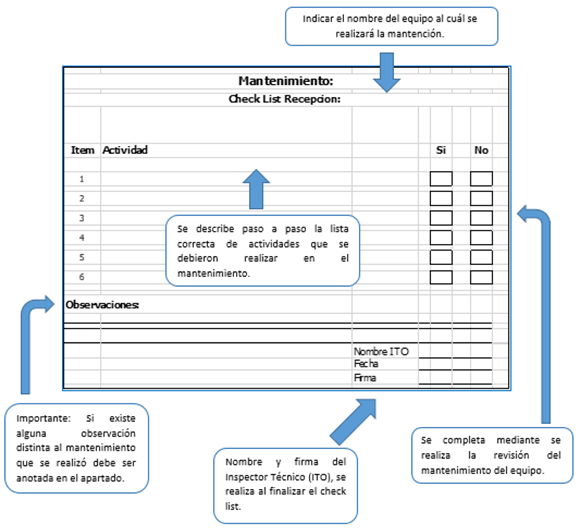 Indicar el nombre del equipo al cuál se
realizará la mantención.
Mantenimiento:
Check List Recepcion:
Item Actividad Si No
1
2
3
4
5
6
Se describe paso a paso la lista
correcta de actividades que se
debieron realizar en el
mantenimiento.
Observaciones:
Nombre ITO
Fecha
Firma
Importante: Si existe
alguna observación
distinta al mantenimiento
que se realizó debe ser
anotada en el apartado.
Nombre y firma del
Inspector Técnico (ITO), se
realiza al finalizar el check
list.
Se completa mediante se
realiza la revisión del
mantenimiento del equipo.